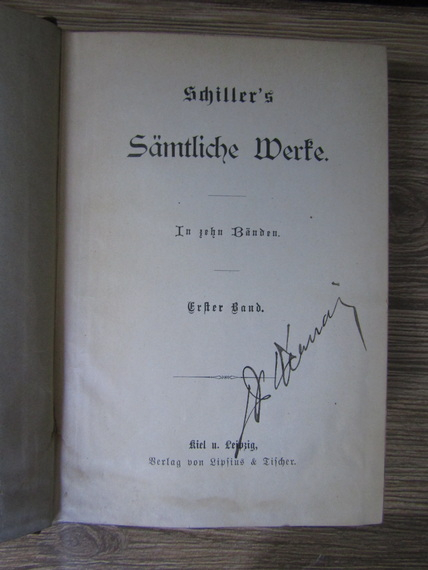 Schiller's
Sämtliche Werke.
In zehn Bänden.
Erster Band.
Kiel u. Leipzig,
Verlag von Lipsius & Tischer.